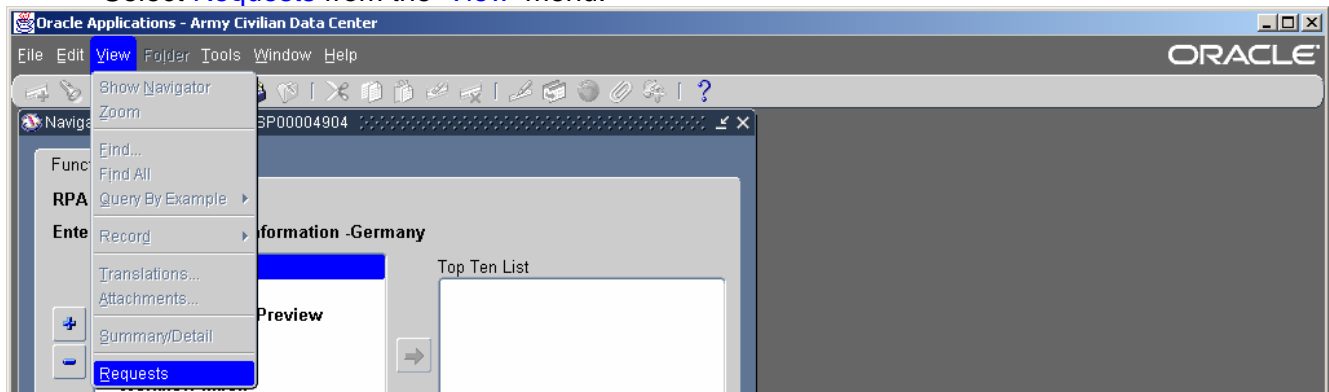 Select Requests from the "View" menu.
Oracle Applications - Army Civilian Data Center
File Edit View Folder Tools Window Help
ORACLE
Show Navigator
Zoom
Find...
Find All
Query By Example
Record
Translations...
Attachments...
Summary/Detail
Requests
Naviga SP00004904
Func
RPA
Ente formation -Germany
Top Ten List
Preview